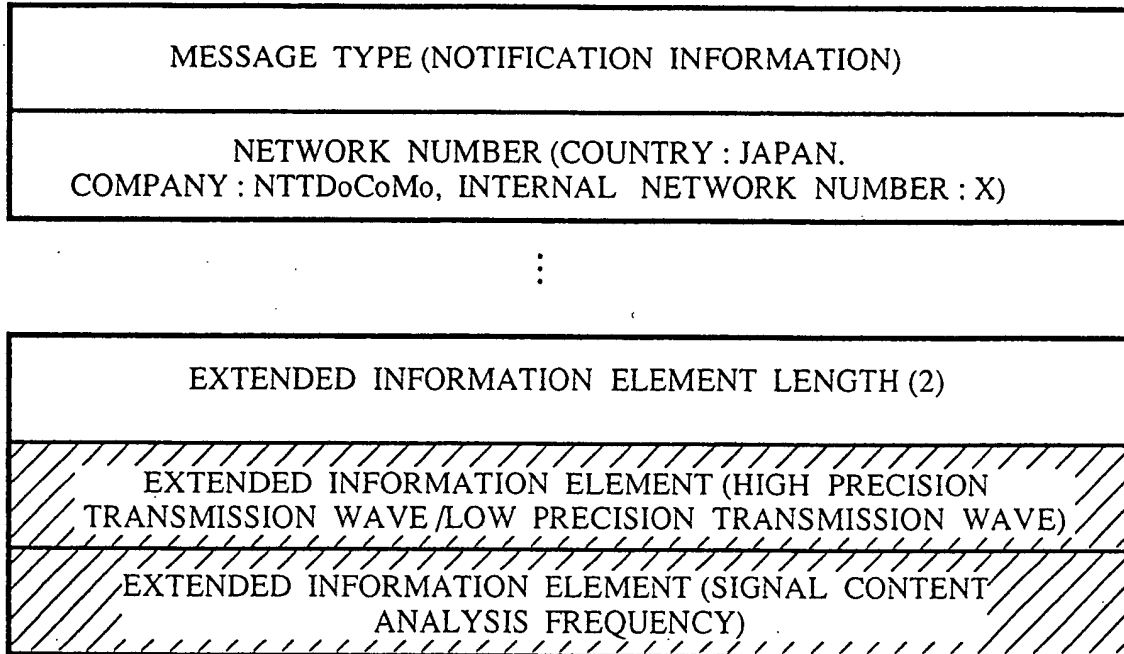 MESSAGE TYPE (NOTIFICATION INFORMATION)
NETWORK NUMBER (COUNTRY : JAPAN.
COMPANY : NTTDoCoMo, INTERNAL NETWORK NUMBER : X)
EXTENDED INFORMATION ELEMENT LENGTH (2)
EXTENDED INFORMATION ELEMENT (HIGH PRECISION
TRANSMISSION WAVE /LOW PRECISION TRANSMISSION WAVE)
EXTENDED INFORMATION ELEMENT (SIGNAL CONTENT
ANALYSIS FREQUENCY)